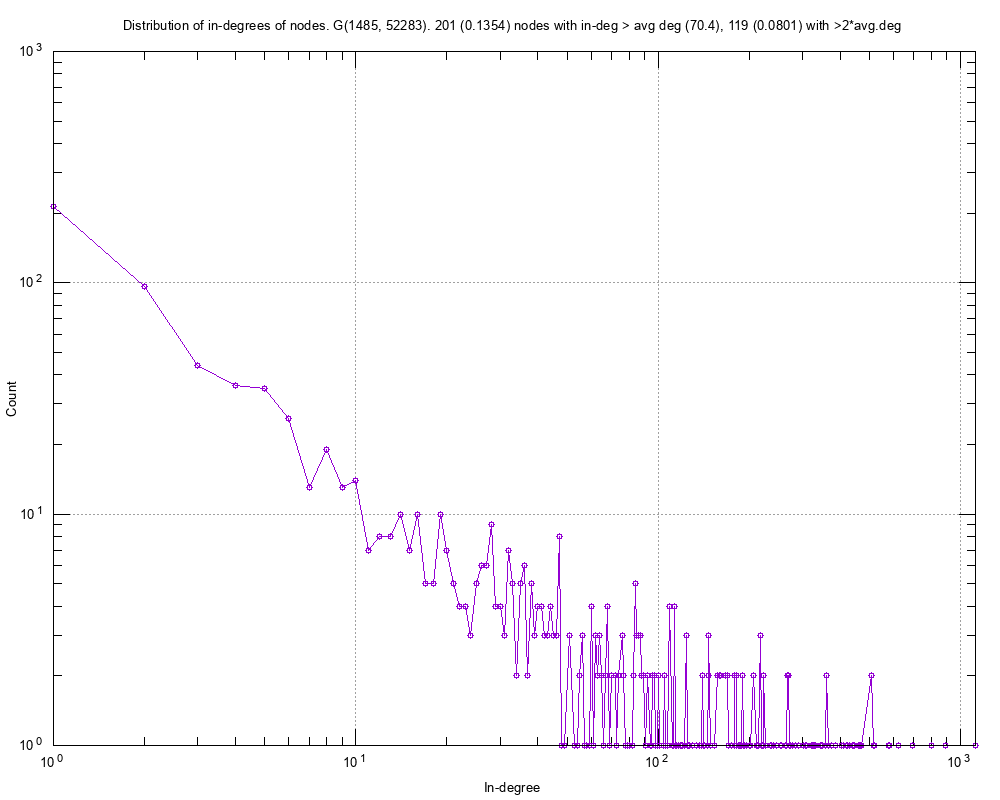 Distribution of in-degrees of nodes. G(1485, 52283). 201 (0.1354) nodes with in-deg > avg deg (70.4), 119 (0.0801) with >2*avg.deg
10^3
10^2
10^1
10^0
Count
10^0
10^1
10^2
10^3
In-degree